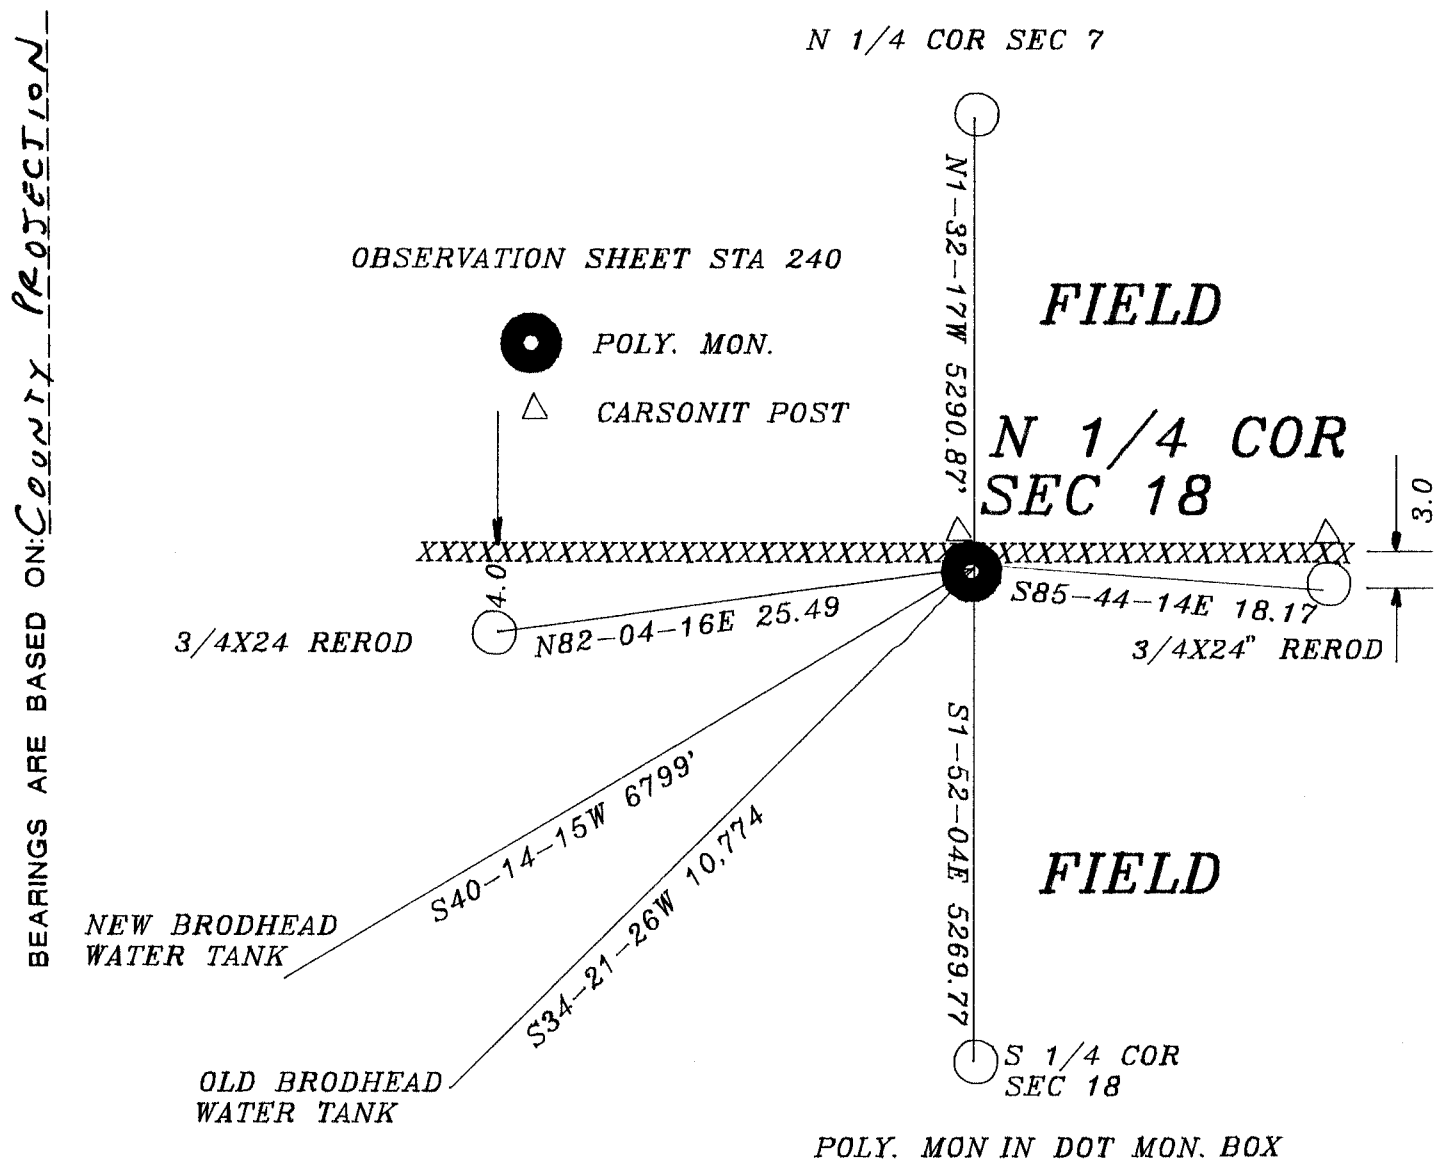 BEARINGS ARE BASED ON: COUNTY PROJECTION
N 1/4 COR SEC 7
N1-32-17W 5290.87'
OBSERVATION SHEET STA 240
POLY. MON.
CARSONIT POST
FIELD
N 1/4 COR
SEC 18
3.0
XXXXXXXXXXXXXXXXXXXXXXXXXXXXXXXXXXXXXXXXXXXXXXXXXXXXXXXX
4.0
3/4X24 REROD
N82-04-16E 25.49
S85-44-14E 18.17
3/4X24" REROD
S40-14-15W 6799'
S34-21-26W 10,774
S1-52-04E 5269.77
FIELD
NEW BRODHEAD
WATER TANK
OLD BRODHEAD
WATER TANK
S 1/4 COR
SEC 18
POLY. MON IN DOT MON. BOX